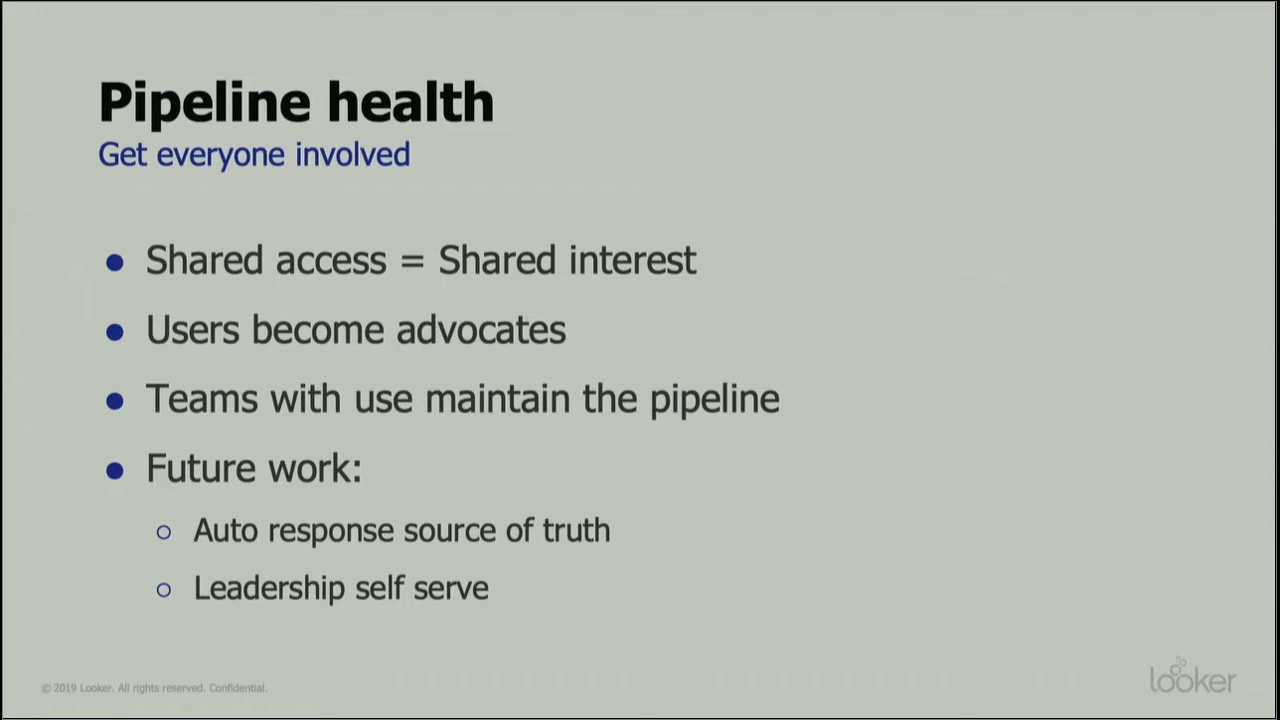 Pipeline health
Get everyone involved
● Shared access = Shared interest
● Users become advocates
● Teams with use maintain the pipeline
● Future work:
○ Auto response source of truth
○ Leadership self serve
© 2019 Looker. All rights reserved. Confidential.
looker